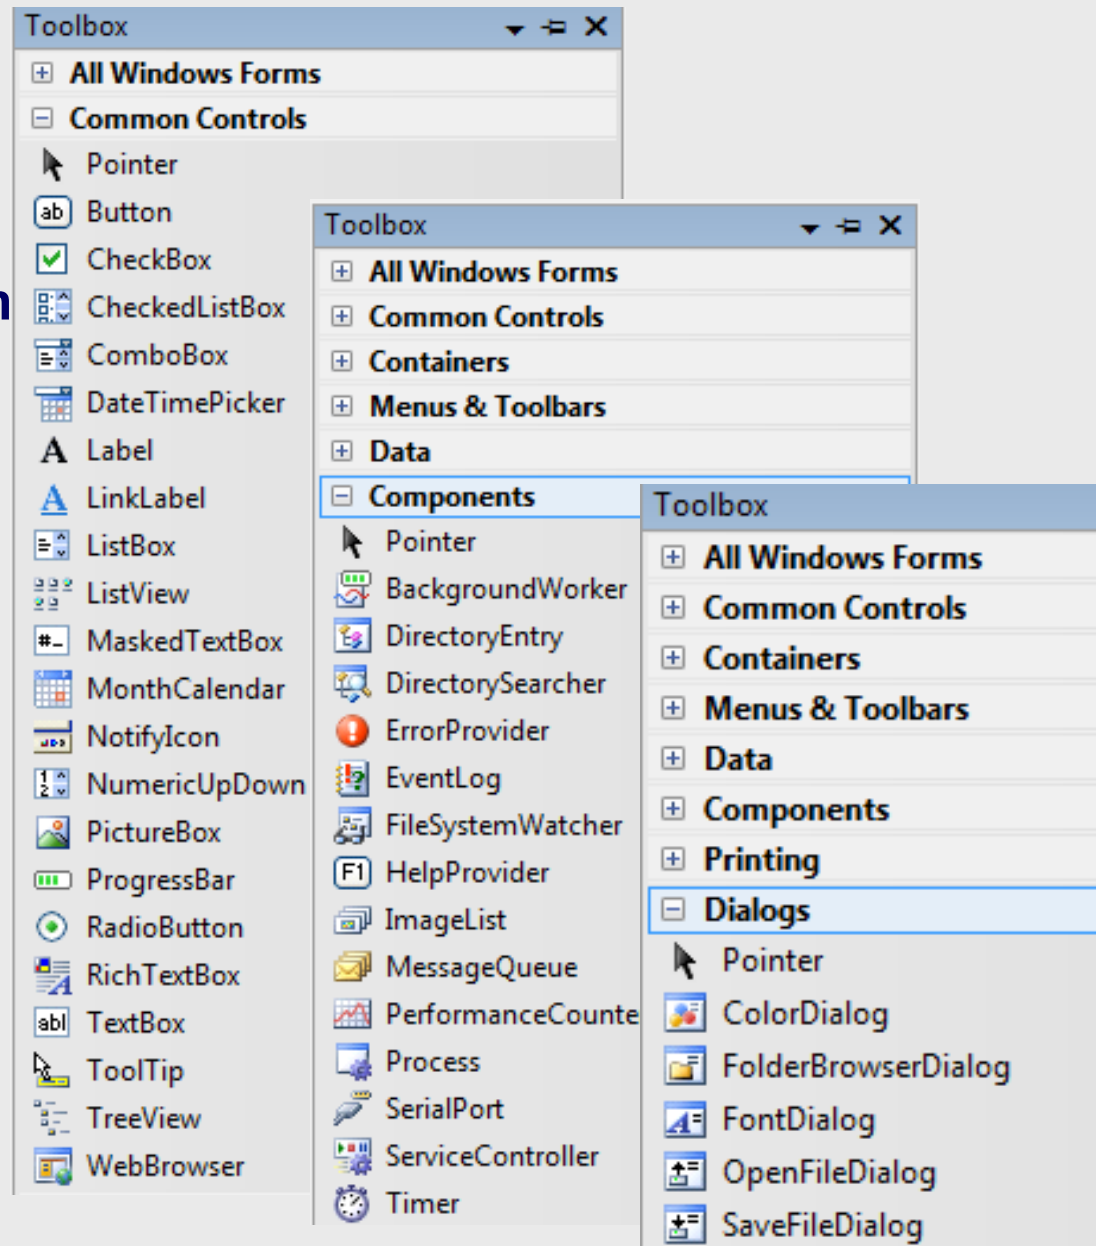 Toolbox
All Windows Forms
Common Controls
Pointer
Button
CheckBox
CheckedListBox
ComboBox
DateTimePicker
Label
LinkLabel
ListBox
ListView
MaskedTextBox
MonthCalendar
NotifyIcon
NumericUpDown
PictureBox
ProgressBar
RadioButton
RichTextBox
TextBox
ToolTip
TreeView
WebBrowser
Toolbox
All Windows Forms
Common Controls
Containers
Menus & Toolbars
Data
Components
Pointer
BackgroundWorker
DirectoryEntry
DirectorySearcher
ErrorProvider
EventLog
FileSystemWatcher
HelpProvider
ImageList
MessageQueue
PerformanceCounte
Process
SerialPort
ServiceController
Timer
Toolbox
All Windows Forms
Common Controls
Containers
Menus & Toolbars
Data
Components
Printing
Dialogs
Pointer
ColorDialog
FolderBrowserDialog
FontDialog
OpenFileDialog
SaveFileDialog